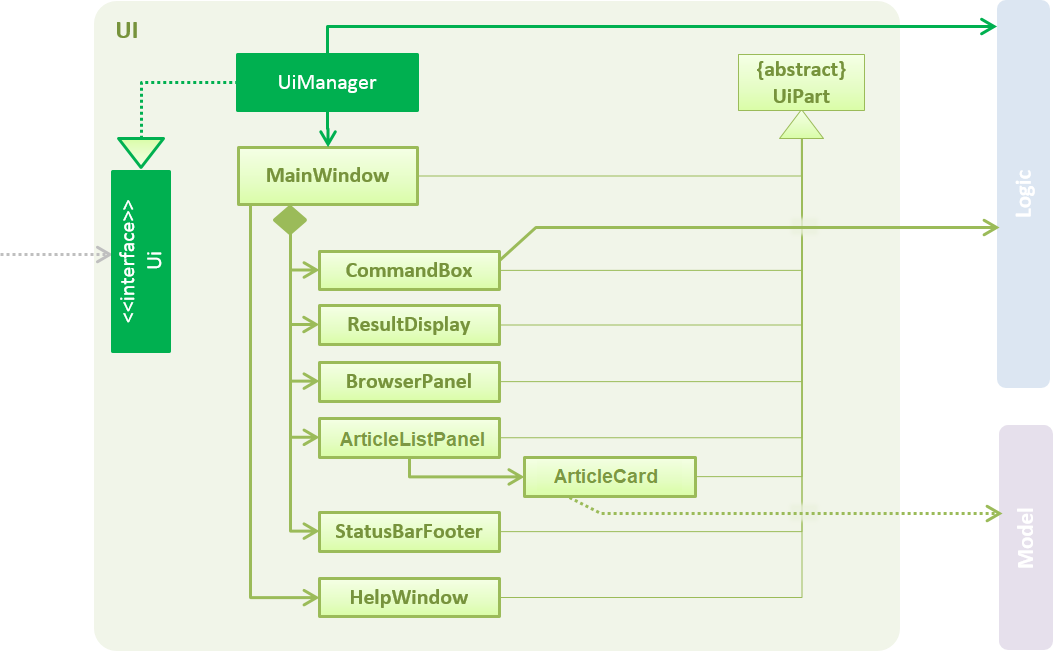 UI
UiManager
{abstract}
UiPart
MainWindow
<<interface>>
Ui
Logic
CommandBox
ResultDisplay
BrowserPanel
ArticleListPanel
ArticleCard
StatusBarFooter
Model
HelpWindow